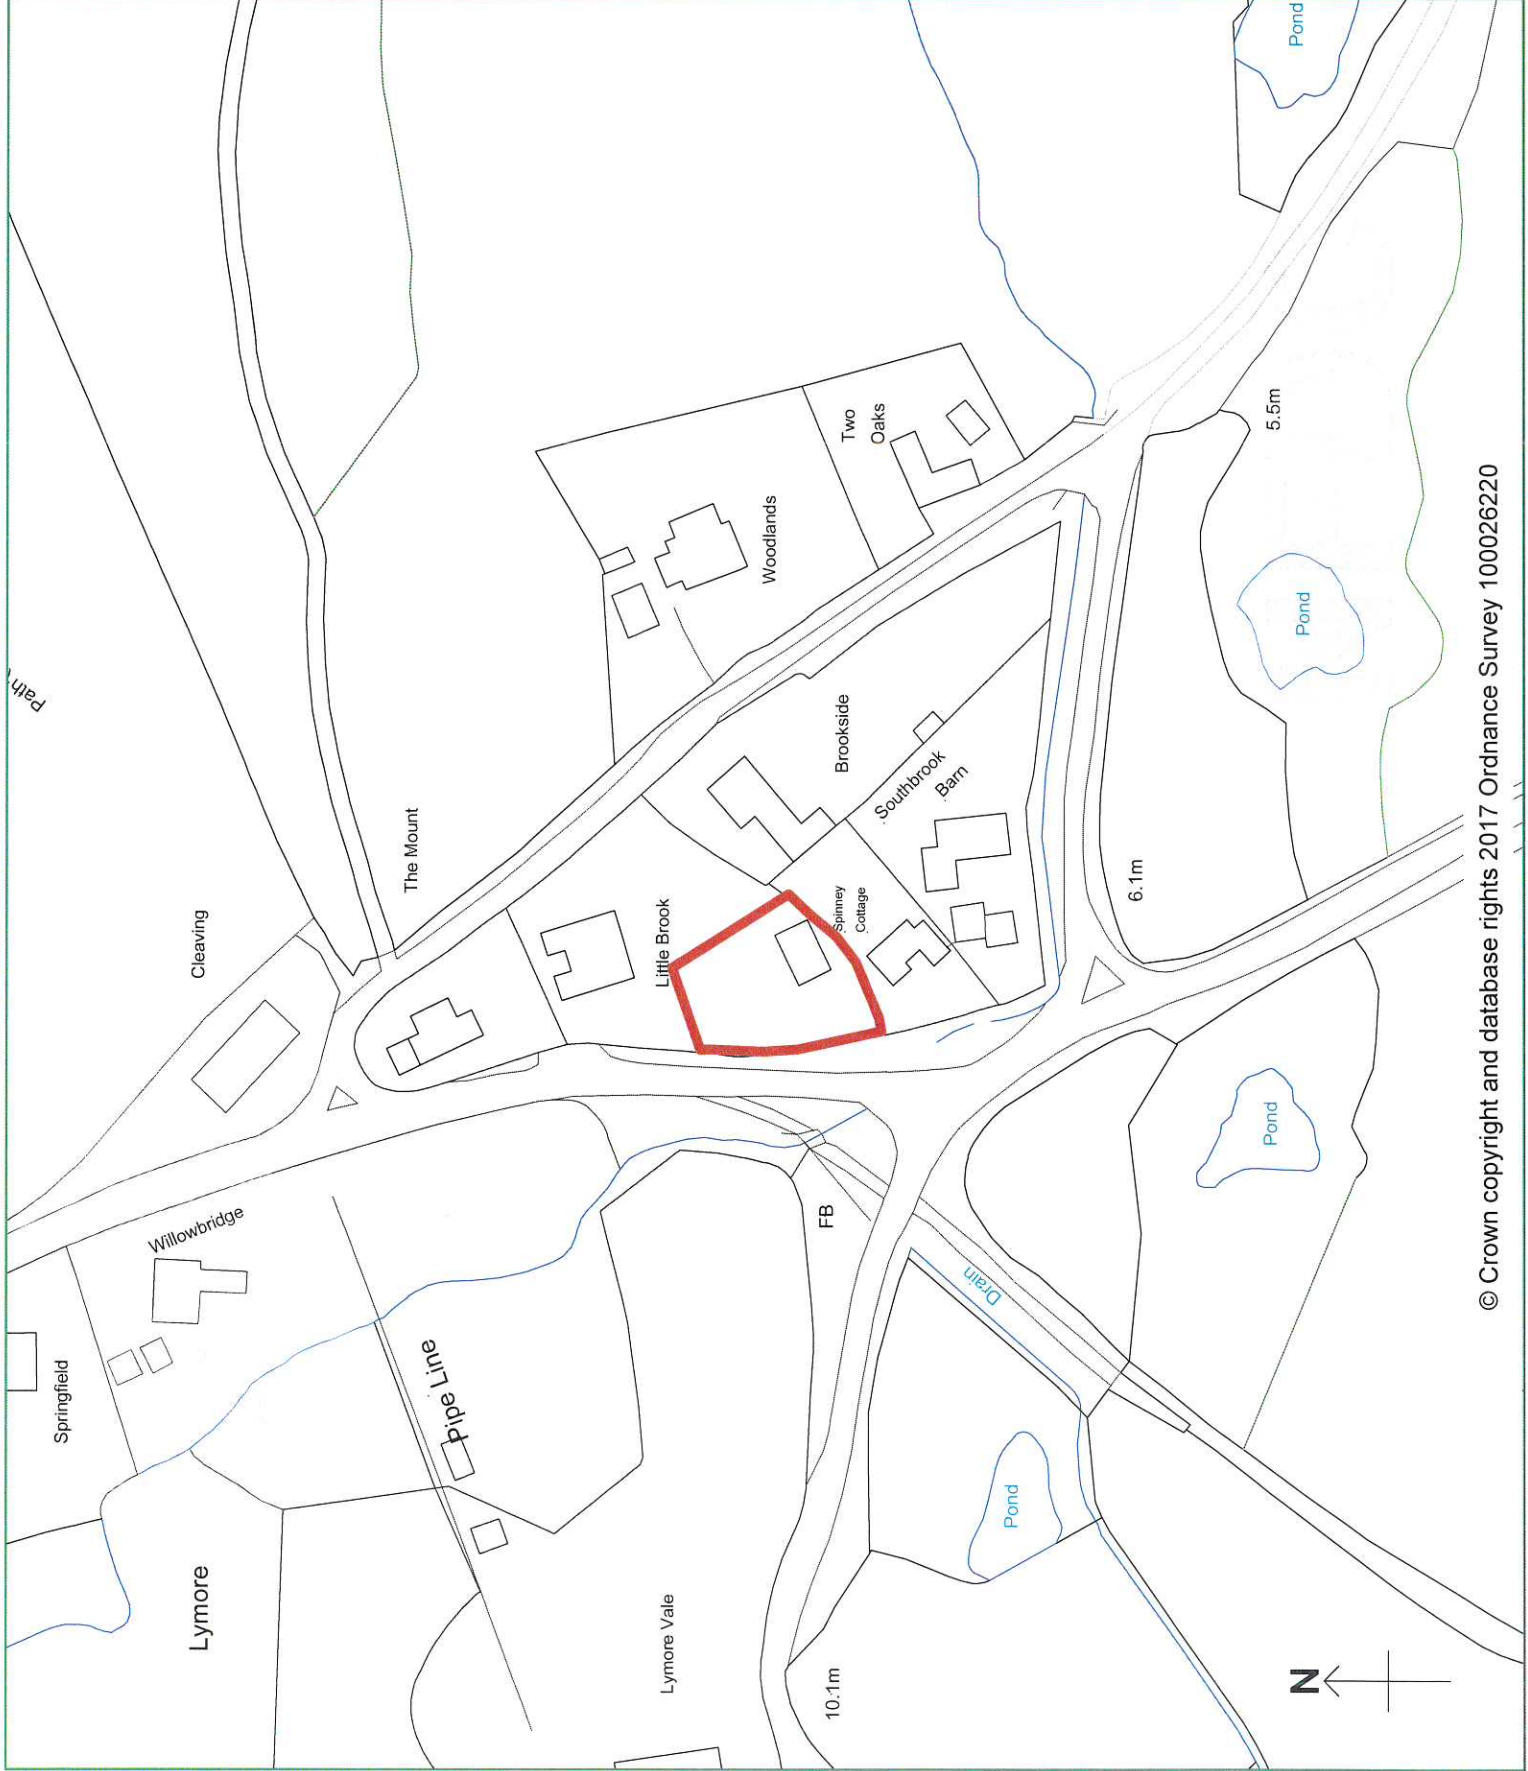 Path
Springfield
Willowbridge
Cleaving
The Mount
Lymore
Pipe Line
Lymore Vale
Little Brook
Woodlands
Two
Oaks
Brookside
Southbrook
Barn
Spinney
Cottage
FB
Drain
10.1m
6.1m
5.5m
Pond
Pond
Pond
Pond
N
© Crown copyright and database rights 2017 Ordnance Survey 100026220